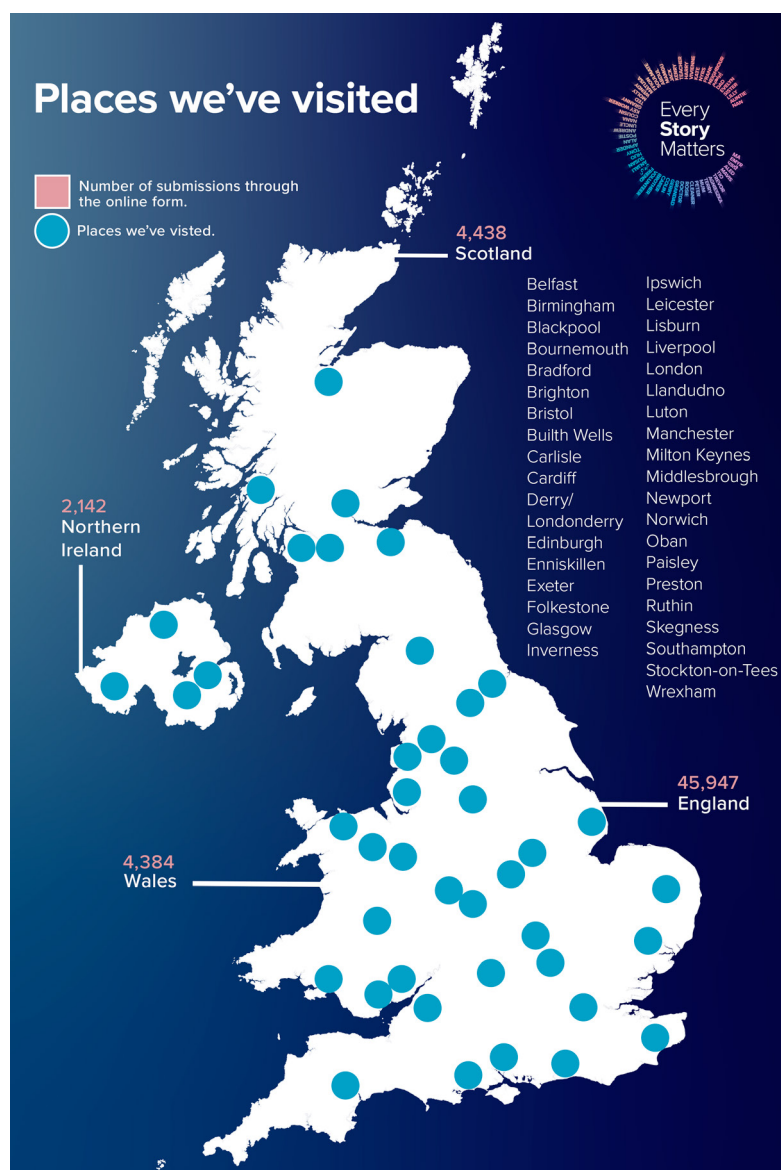 Places we've visited
Every
Story
Matters
Number of submissions through
the online form.
Places we've visted.
4,438
Scotland
Belfast
Birmingham
Blackpool
Bournemouth
Bradford
Brighton
Bristol
Builth Wells
Carlisle
Cardiff
Derry/
Londonderry
Edinburgh
Enniskillen
Exeter
Folkestone
Glasgow
Inverness
Ipswich
Leicester
Lisburn
Liverpool
London
Llandudno
Luton
Manchester
Milton Keynes
Middlesbrough
Newport
Norwich
Oban
Paisley
Preston
Ruthin
Skegness
Southampton
Stockton-on-Tees
Wrexham
2,142
Northern
Ireland
45,947
England
4,384
Wales